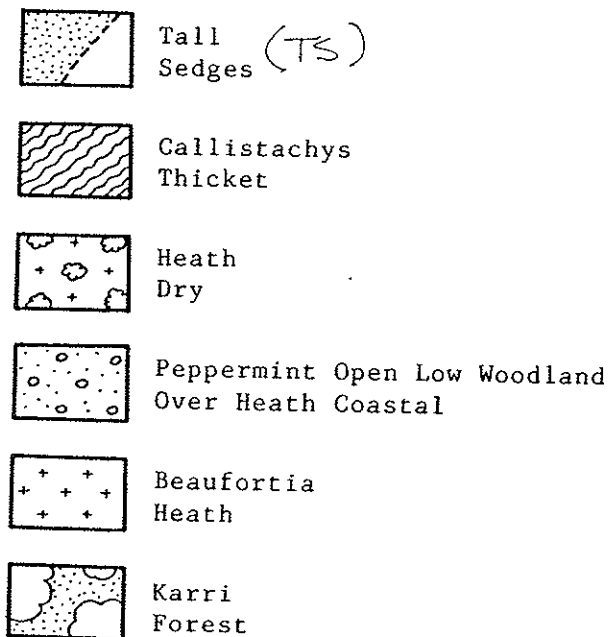 Tall
Sedges (TS)
Callistachys
Thicket
Heath
Dry
Peppermint Open Low Woodland
Over Heath Coastal
Beaufortia
Heath
Karri
Forest